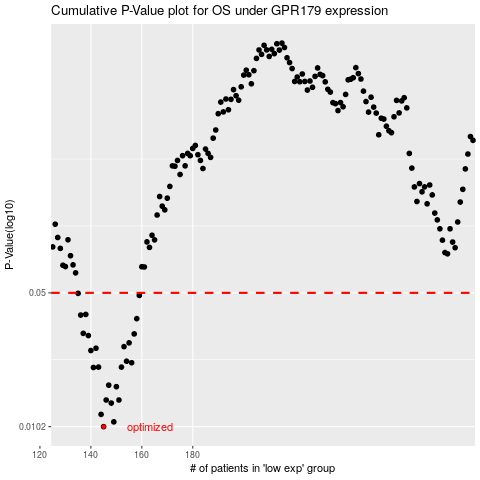 Cumulative P-Value plot for OS under GPR179 expression
P-Value(log10)
0.05
0.0102
optimized
120 140 160 180
# of patients in 'low exp' group